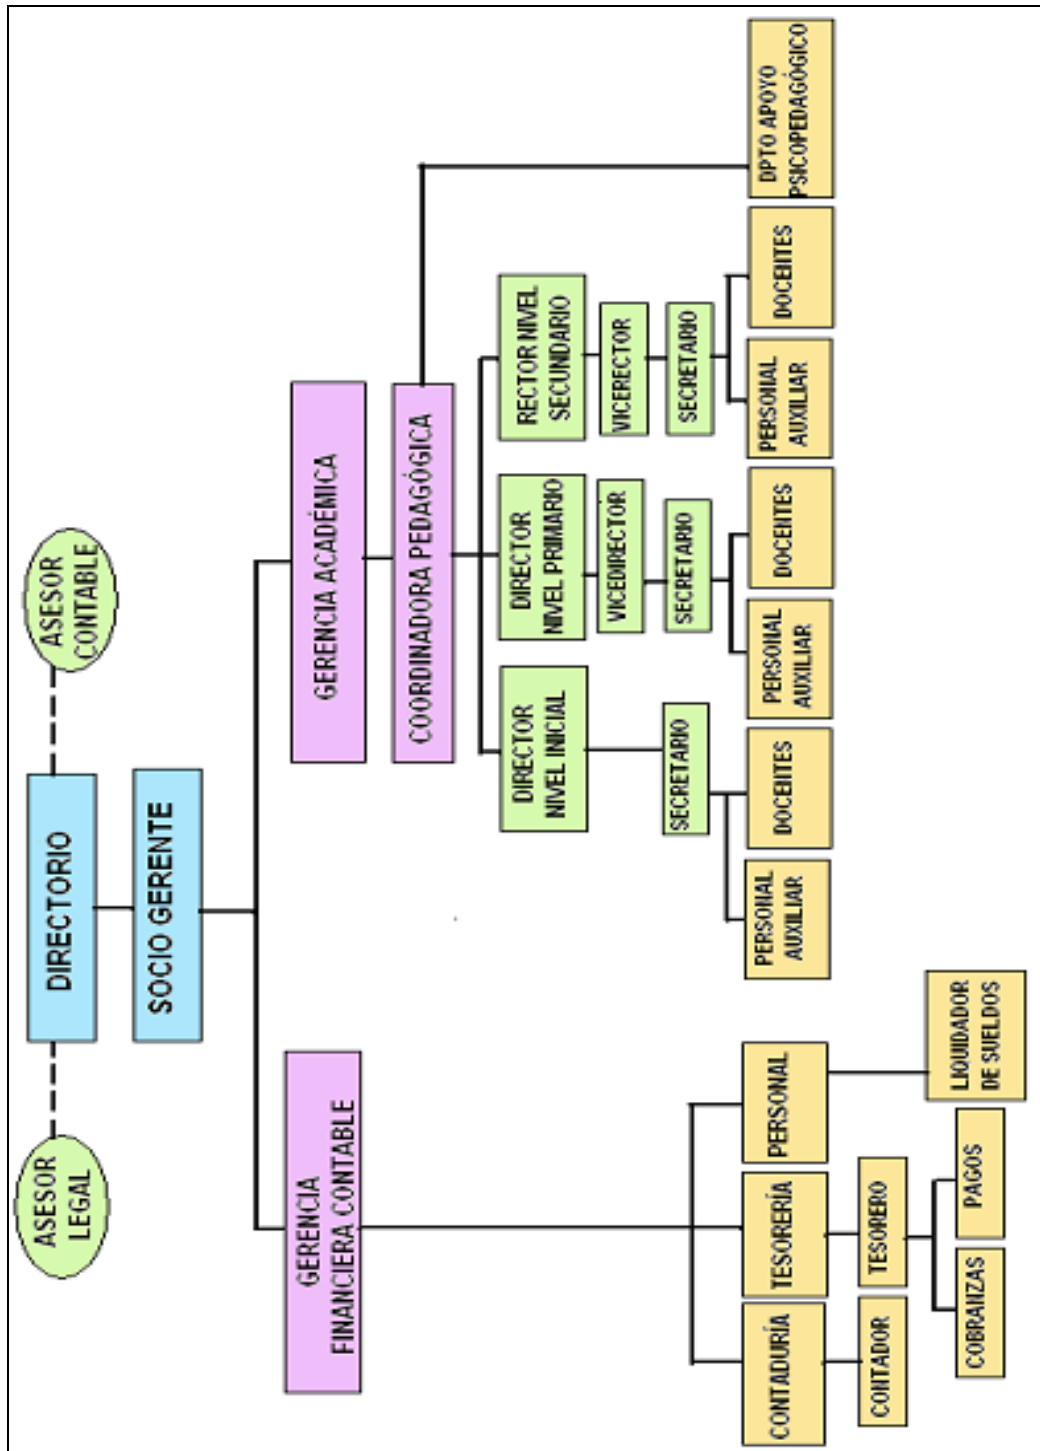 ASESOR
LEGAL
DIRECTORIO
ASESOR
CONTABLE
SOCIO GERENTE
GERENCIA
FINANCIERA CONTABLE
GERENCIA ACADÉMICA
COORDINADORA PEDAGÓGICA
DIRECTOR
NIVEL INICIAL
DIRECTOR
NIVEL PRIMARIO
RECTOR NIVEL
SECUNDARIO
VICEDIRECTOR
VICERECTOR
SECRETARIO
SECRETARIO
SECRETARIO
CONTADURÍA
TESORERÍA
PERSONAL
PERSONAL
AUXILIAR
DOCENTES
PERSONAL
AUXILIAR
DOCENTES
PERSONAL
AUXILIAR
DOCENTES
DPTO APOYO
PSICOPEDAGÓGICO
CONTADOR
TESORERO
LIQUIDADOR
DE SUELDOS
COBRANZAS
PAGOS